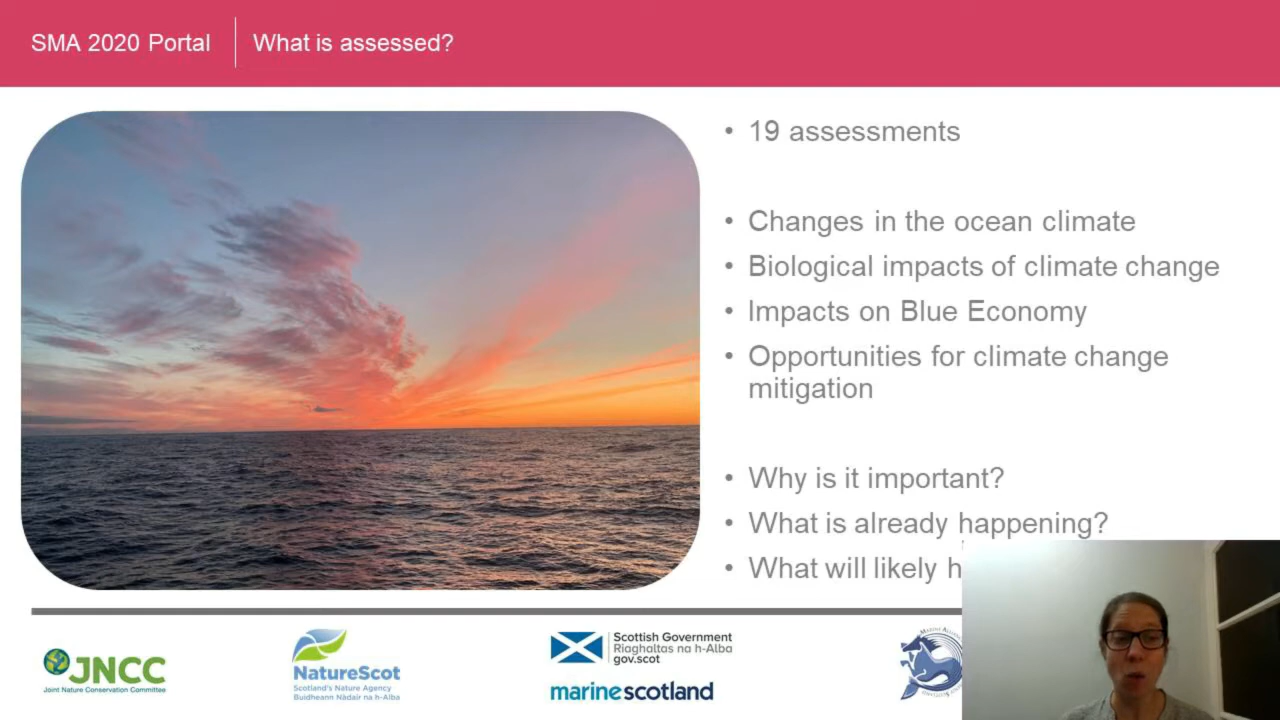 SMA 2020 Portal
What is assessed?
• 19 assessments
• Changes in the ocean climate
• Biological impacts of climate change
• Impacts on Blue Economy
• Opportunities for climate change
mitigation
• Why is it important?
• What is already happening?
• What will likely h
JNCC
Joint Nature Conservation Committee
NatureScot
Scotland's Nature Agency
Buidheann Nàdair na h-Alba
Scottish Government
Riaghaltas na h-Alba
gov.scot
marinescotland